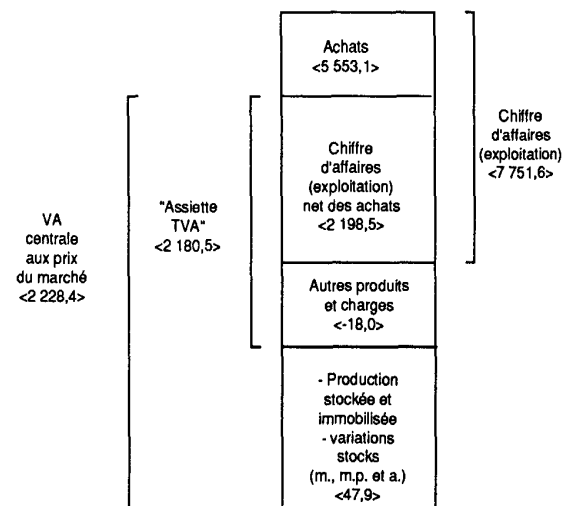 Achats
<5 553,1>
Chiffre
d'affaires
(exploitation)
<7 751,6>
Chiffre
d'affaires
(exploitation)
net des achats
<2 198,5>
"Assiette
TVA"
<2 180,5>
VA
centrale
aux prix
du marché
<2 228,4>
Autres produits
et charges
<-18,0>
- Production
stockée et
immobilisée
- variations
stocks
(m., m.p. et a.)
<47,9>